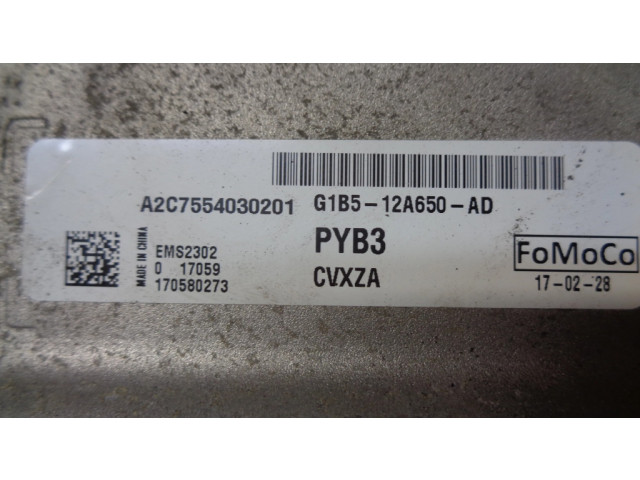 A2C7554030201 G1B5-12A650-AD
MADE IN CHINA
EMS2302
0 17059
170580273
PYB3
CVXZA
FoMoCo
17-02-28